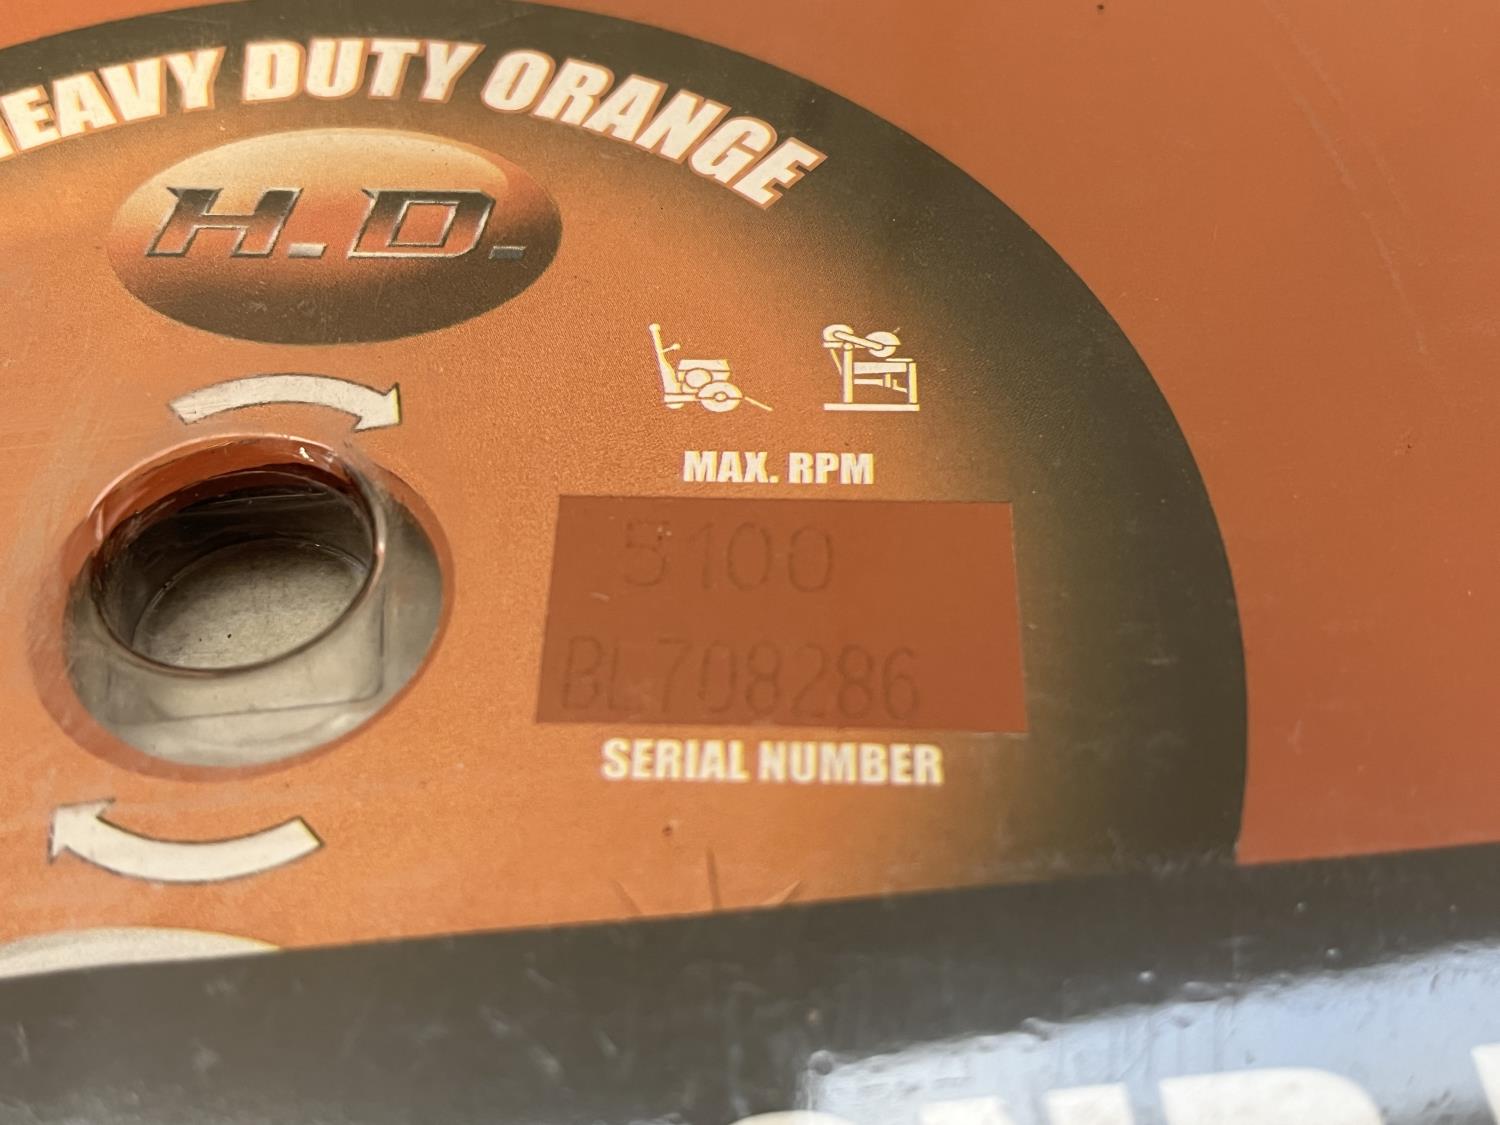 HEAVY DUTY ORANGE
H.D.
MAX. RPM
5100
BL708286
SERIAL NUMBER